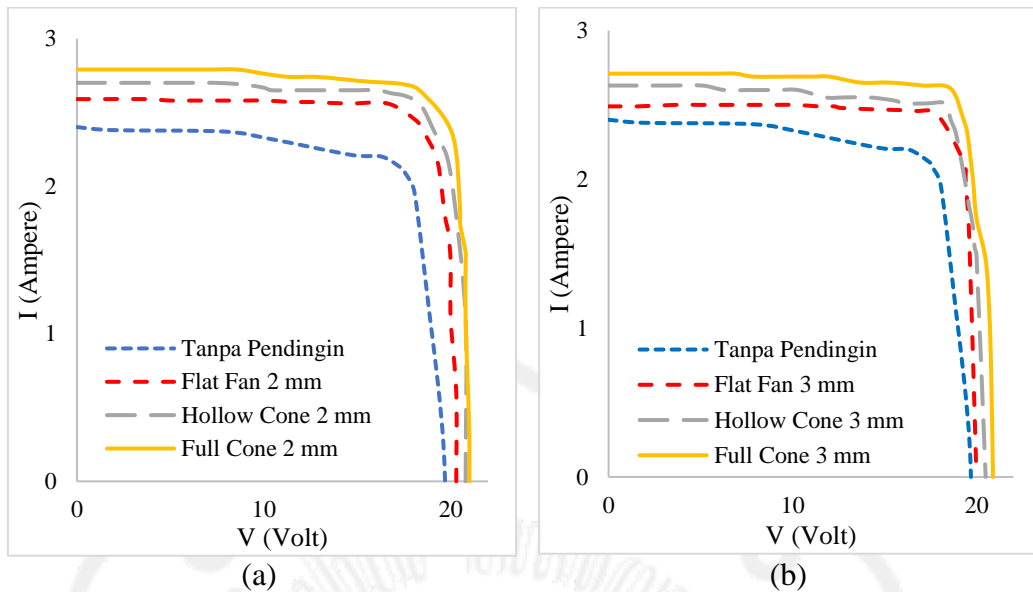 3
2
1
0
I (Ampere)
Tanpa Pendingin
Flat Fan 2 mm
Hollow Cone 2 mm
Full Cone 2 mm
0
10
20
V (Volt)
(a)
3
2
1
0
I (Ampere)
Tanpa Pendingin
Flat Fan 3 mm
Hollow Cone 3 mm
Full Cone 3 mm
0
10
20
V (Volt)
(b)